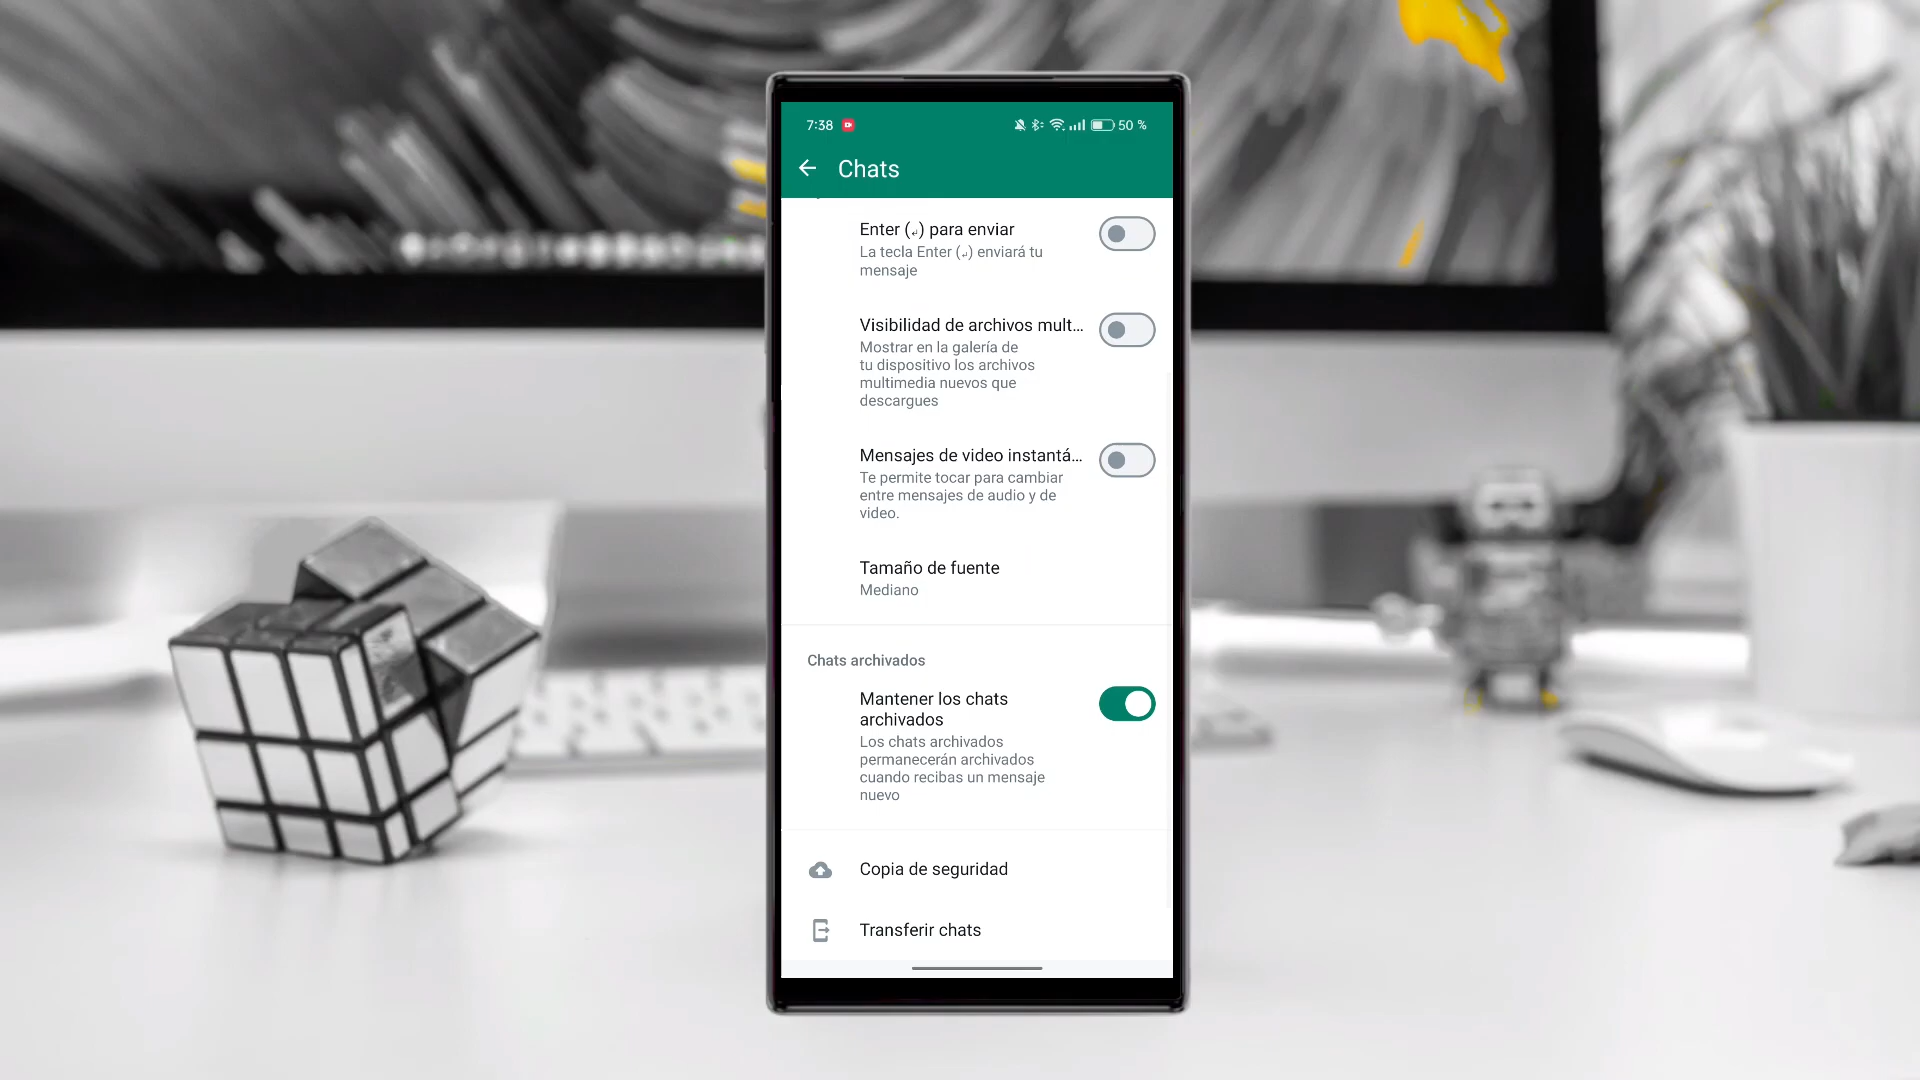 7:38 50 %
Chats
Enter (↵) para enviar
La tecla Enter (↵) enviará tu
mensaje
Visibilidad de archivos mult...
Mostrar en la galería de
tu dispositivo los archivos
multimedia nuevos que
descargues
Mensajes de video instantá...
Te permite tocar para cambiar
entre mensajes de audio y de
video.
Tamaño de fuente
Mediano
Chats archivados
Mantener los chats
archivados
Los chats archivados
permanecerán archivados
cuando recibas un mensaje
nuevo
Copia de seguridad
Transferir chats